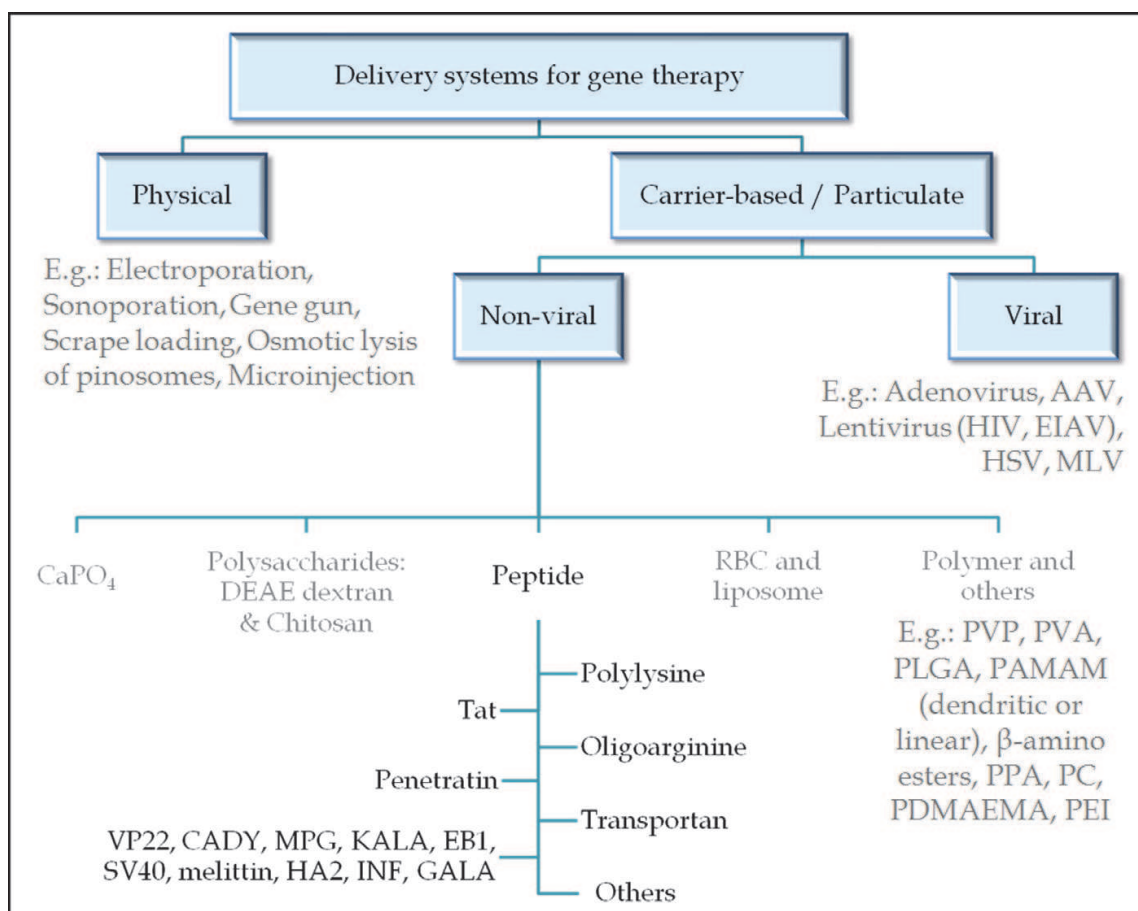 Delivery systems for gene therapy
Physical
Carrier-based / Particulate
E.g.: Electroporation,
Sonoporation, Gene gun,
Scrape loading, Osmotic lysis
of pinosomes, Microinjection
Non-viral
Viral
E.g.: Adenovirus, AAV,
Lentivirus (HIV, EIAV),
HSV, MLV
CaPO₄
Polysaccharides:
DEAE dextran
& Chitosan
Peptide
RBC and
liposome
Polymer and
others
E.g.: PVP, PVA,
PLGA, PAMAM
(dendritic or
linear), β-amino
esters, PPA, PC,
PDMAEMA, PEI
Polylysine
Tat
Oligoarginine
Penetratin
Transportan
VP22, CADY, MPG, KALA, EB1,
SV40, melittin, HA2, INF, GALA
Others